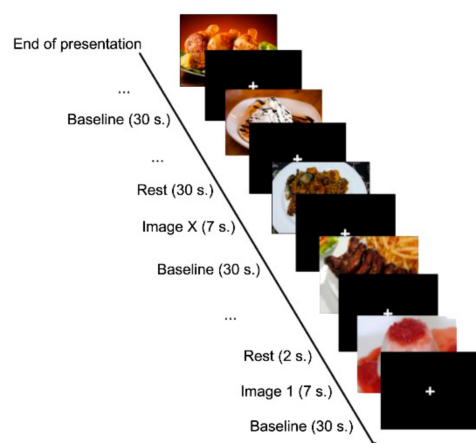 End of presentation
...
Baseline (30 s.)
...
Rest (30 s.)
Image X (7 s.)
Baseline (30 s.)
...
Rest (2 s.)
Image 1 (7 s.)
Baseline (30 s.)